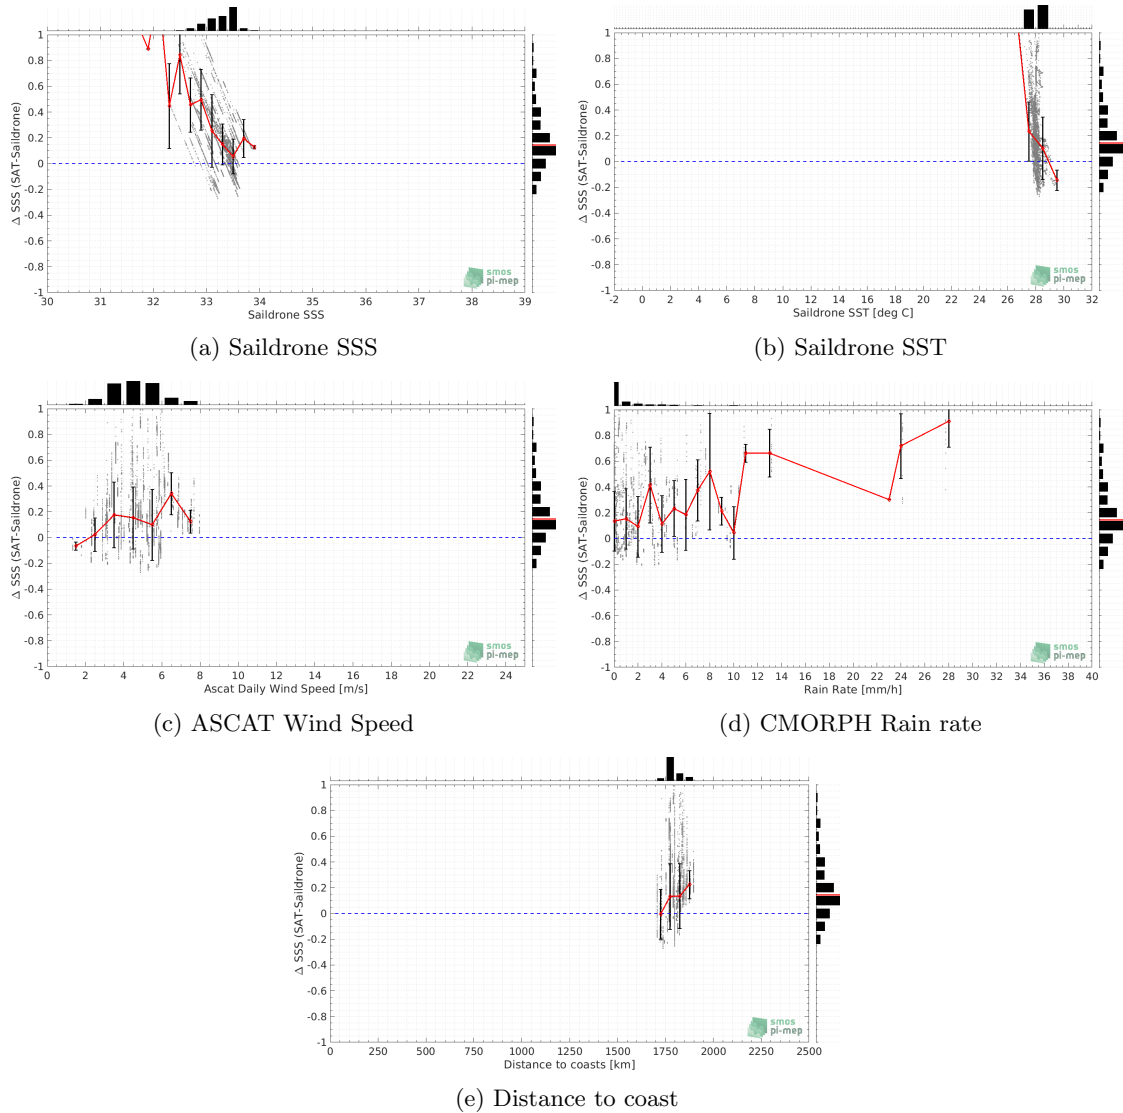 1
0.8
0.6
0.4
0.2
0
-0.2
-0.4
-0.6
-0.8
-1
Δ SSS (SAT-Saildrone)
30 31 32 33 34 35 36 37 38 39
Saildrone SSS
smos
pi-mep
(a) Saildrone SSS
1
0.8
0.6
0.4
0.2
0
-0.2
-0.4
-0.6
-0.8
-1
Δ SSS (SAT-Saildrone)
-2 0 2 4 6 8 10 12 14 16 18 20 22 24 26 28 30 32
Saildrone SST [deg C]
smos
pi-mep
(b) Saildrone SST
1
0.8
0.6
0.4
0.2
0
-0.2
-0.4
-0.6
-0.8
-1
Δ SSS (SAT-Saildrone)
0 2 4 6 8 10 12 14 16 18 20 22 24
Ascat Daily Wind Speed [m/s]
smos
pi-mep
(c) ASCAT Wind Speed
1
0.8
0.6
0.4
0.2
0
-0.2
-0.4
-0.6
-0.8
-1
Δ SSS (SAT-Saildrone)
0 2 4 6 8 10 12 14 16 18 20 22 24 26 28 30 32 34 36 38 40
Rain Rate [mm/h]
smos
pi-mep
(d) CMORPH Rain rate
1
0.8
0.6
0.4
0.2
0
-0.2
-0.4
-0.6
-0.8
-1
Δ SSS (SAT-Saildrone)
0 250 500 750 1000 1250 1500 1750 2000 2250 2500
Distance to coasts [km]
smos
pi-mep
(e) Distance to coast